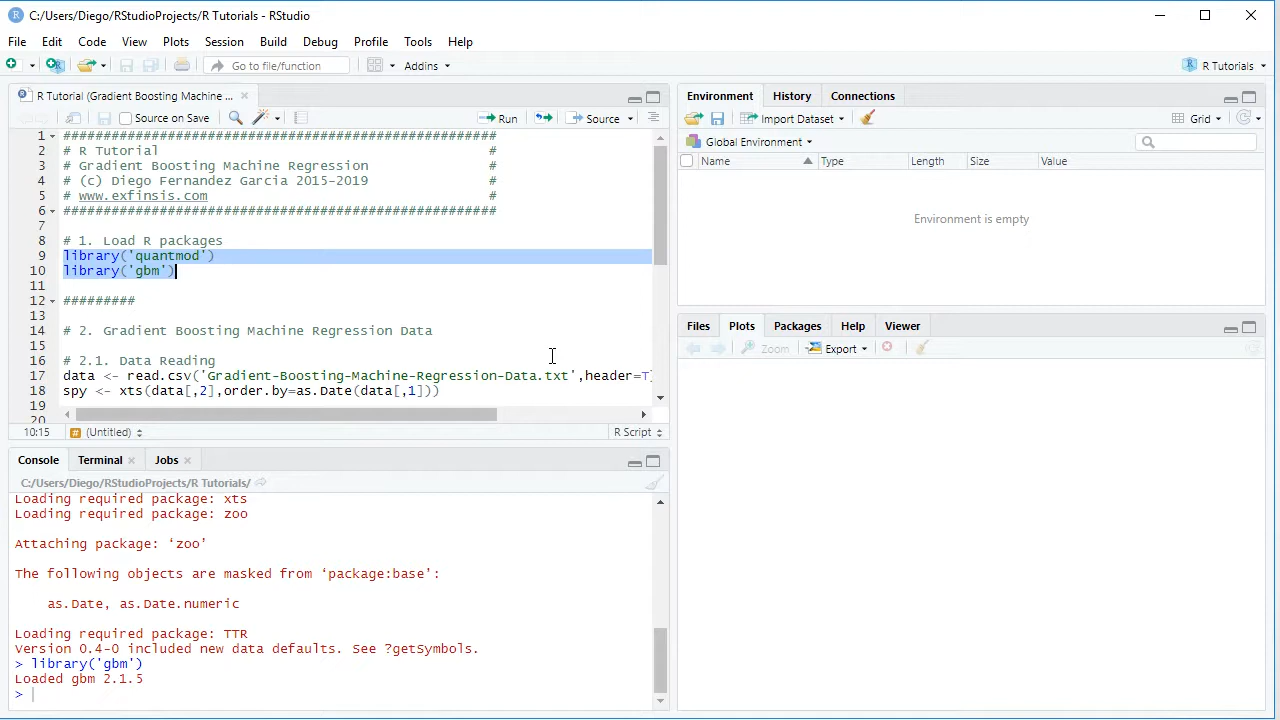 C:/Users/Diego/RStudioProjects/R Tutorials - RStudio
File Edit Code View Plots Session Build Debug Profile Tools Help
Go to file/function Addins R Tutorials
R Tutorial (Gradient Boosting Machine ...
Source on Save Run Source
1 ######################################################
2 # R Tutorial #
3 # Gradient Boosting Machine Regression #
4 # (c) Diego Fernandez Garcia 2015-2019 #
5 # www.exfinsis.com #
6 ######################################################
7
8 # 1. Load R packages
9 library('quantmod')
10 library('gbm')
11
12 #########
13
14 # 2. Gradient Boosting Machine Regression Data
15
16 # 2.1. Data Reading
17 data <- read.csv('Gradient-Boosting-Machine-Regression-Data.txt',header=T
18 spy <- xts(data[,2],order.by=as.Date(data[,1]))
19
20
10:15 (Untitled) R Script
Console Terminal Jobs
C:/Users/Diego/RStudioProjects/R Tutorials/
Loading required package: xts
Loading required package: zoo
Attaching package: ‘zoo’
The following objects are masked from ‘package:base’:
as.Date, as.Date.numeric
Loading required package: TTR
Version 0.4-0 included new data defaults. See ?getSymbols.
> library('gbm')
Loaded gbm 2.1.5
>
Environment History Connections
Import Dataset Grid
Global Environment
Name Type Length Size Value
Environment is empty
Files Plots Packages Help Viewer
Zoom Export